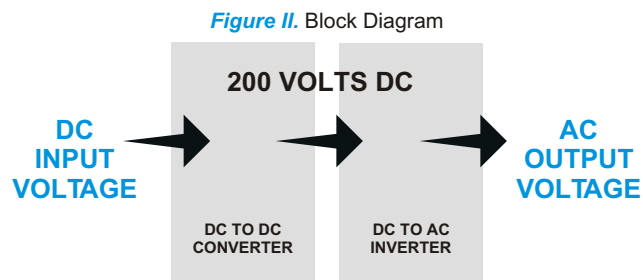 Figure II. Block Diagram
200 VOLTS DC
DC
INPUT
VOLTAGE
AC
OUTPUT
VOLTAGE
DC TO DC
CONVERTER
DC TO AC
INVERTER